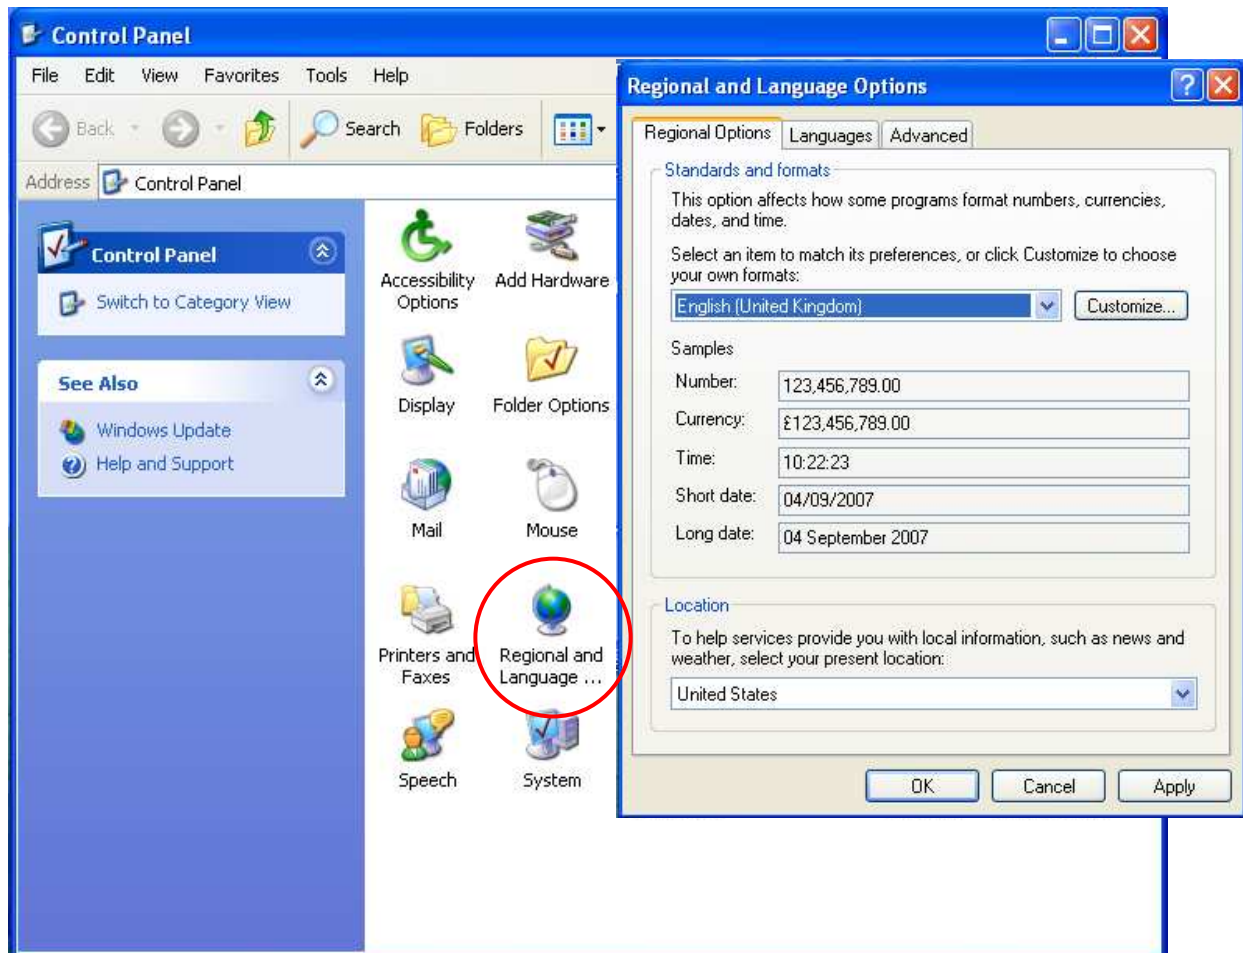 Control Panel
File Edit View Favorites Tools Help
Back Search Folders
Address Control Panel
Control Panel
Switch to Category View
See Also
Windows Update
Help and Support
Accessibility
Options
Add Hardware
Display
Folder Options
Mail
Mouse
Printers and
Faxes
Regional and
Language ...
Speech
System
Regional and Language Options
Regional Options Languages Advanced
Standards and formats
This option affects how some programs format numbers, currencies,
dates, and time.
Select an item to match its preferences, or click Customize to choose
your own formats:
English (United Kingdom) Customize...
Samples
Number: 123,456,789.00
Currency: £123,456,789.00
Time: 10:22:23
Short date: 04/09/2007
Long date: 04 September 2007
Location
To help services provide you with local information, such as news and
weather, select your present location:
United States
OK Cancel Apply